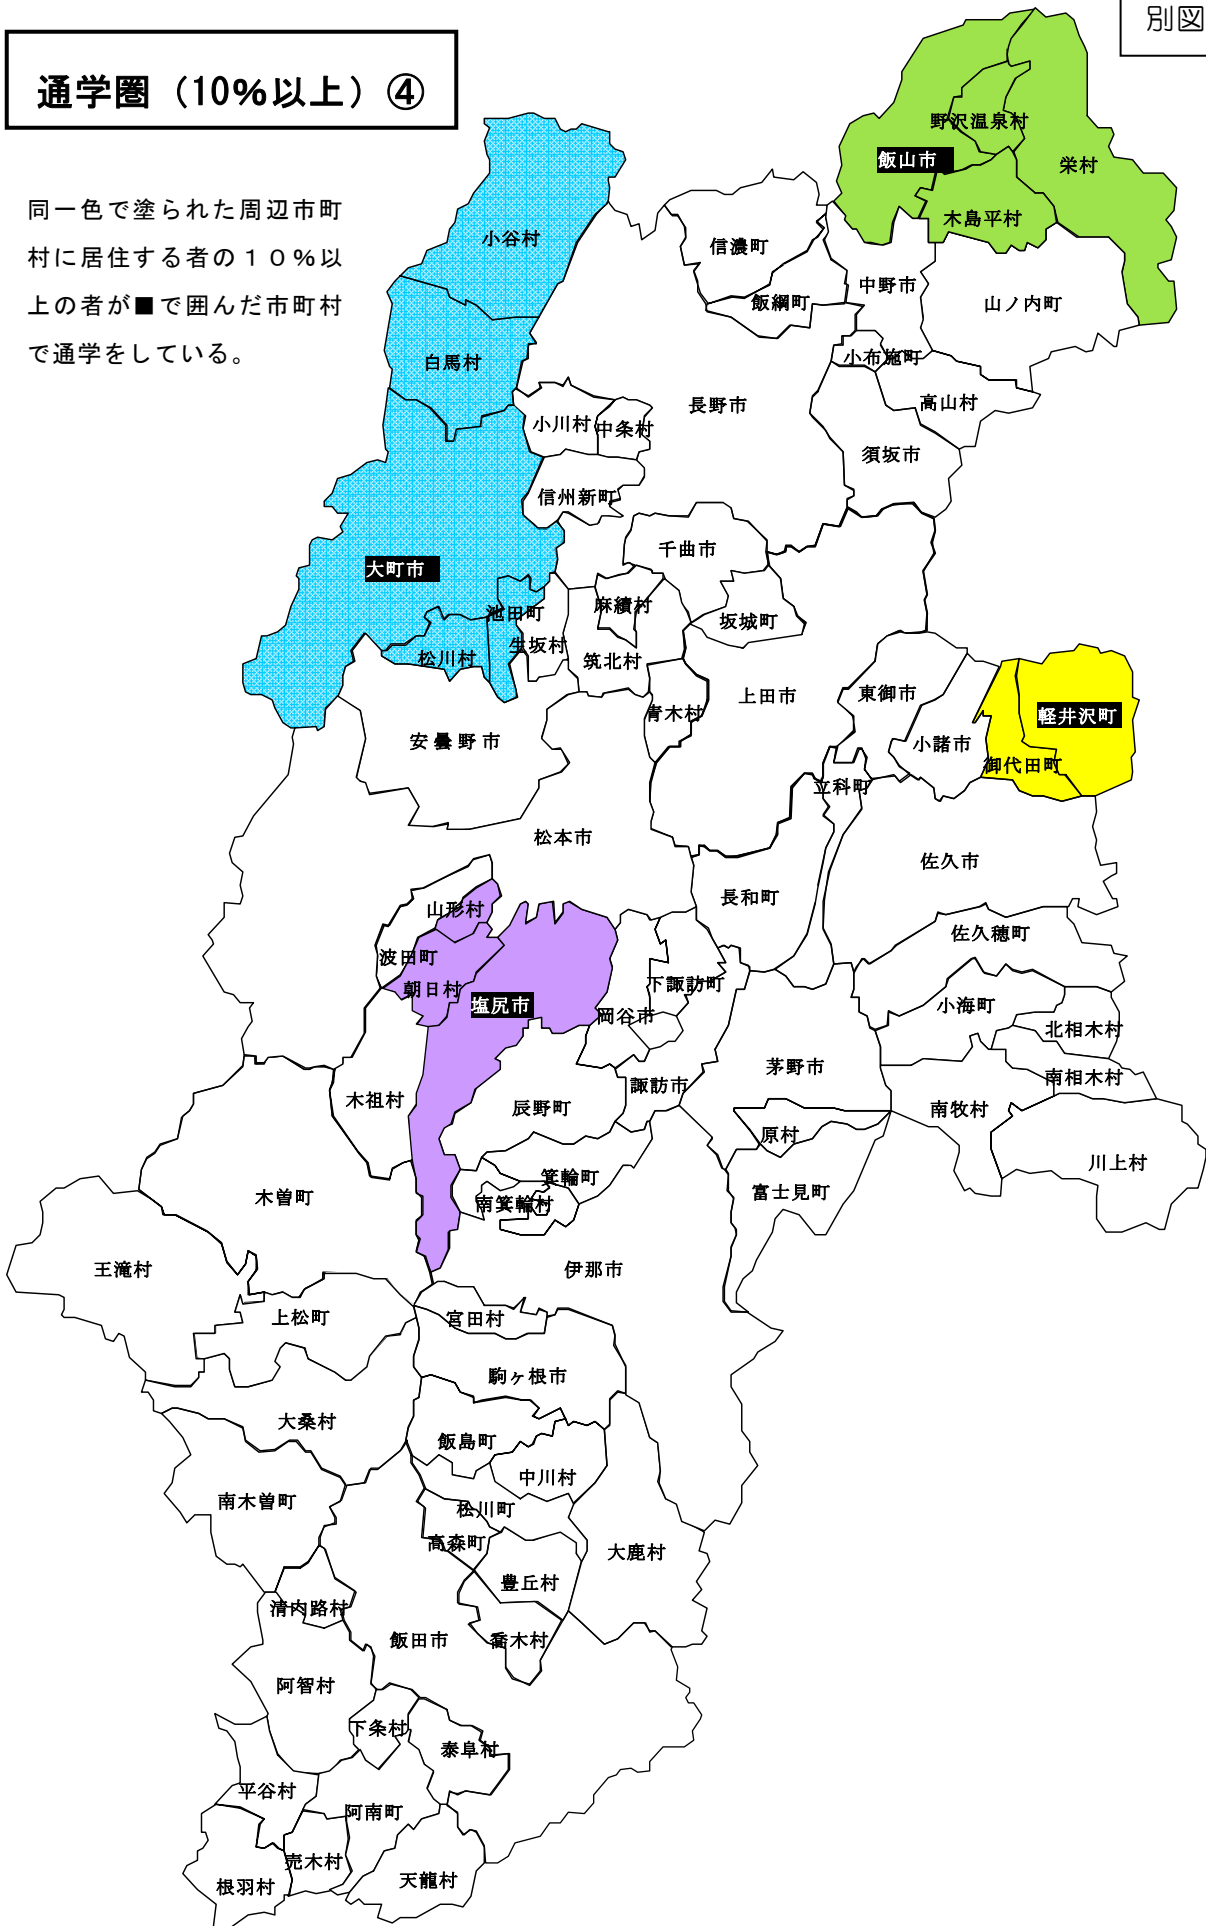 別図
通学圏（10％以上）④
同一色で塗られた周辺市町
村に居住する者の１０％以
上の者が■で囲んだ市町村
で通学をしている。
野沢温泉村
飯山市
栄村
木島平村
小谷村
信濃町
中野市
飯綱町
山ノ内町
小布施町
白馬村
高山村
長野市
小川村
中条村
須坂市
信州新町
千曲市
大町市
麻績村
池田町
坂城町
生坂村
松川村
筑北村
上田市
東御市
青木村
軽井沢町
安曇野市
小諸市
御代田町
立科町
松本市
佐久市
長和町
山形村
佐久穂町
波田町
下諏訪町
朝日村
塩尻市
小海町
岡谷市
北相木村
茅野市
南相木村
諏訪市
木祖村
辰野町
南牧村
原村
川上村
箕輪町
富士見町
木曽町
南箕輪村
王滝村
伊那市
上松町
宮田村
駒ヶ根市
大桑村
飯島町
中川村
南木曽町
松川町
高森町
大鹿村
豊丘村
清内路村
飯田市
喬木村
阿智村
下条村
泰阜村
平谷村
阿南町
売木村
天龍村
根羽村